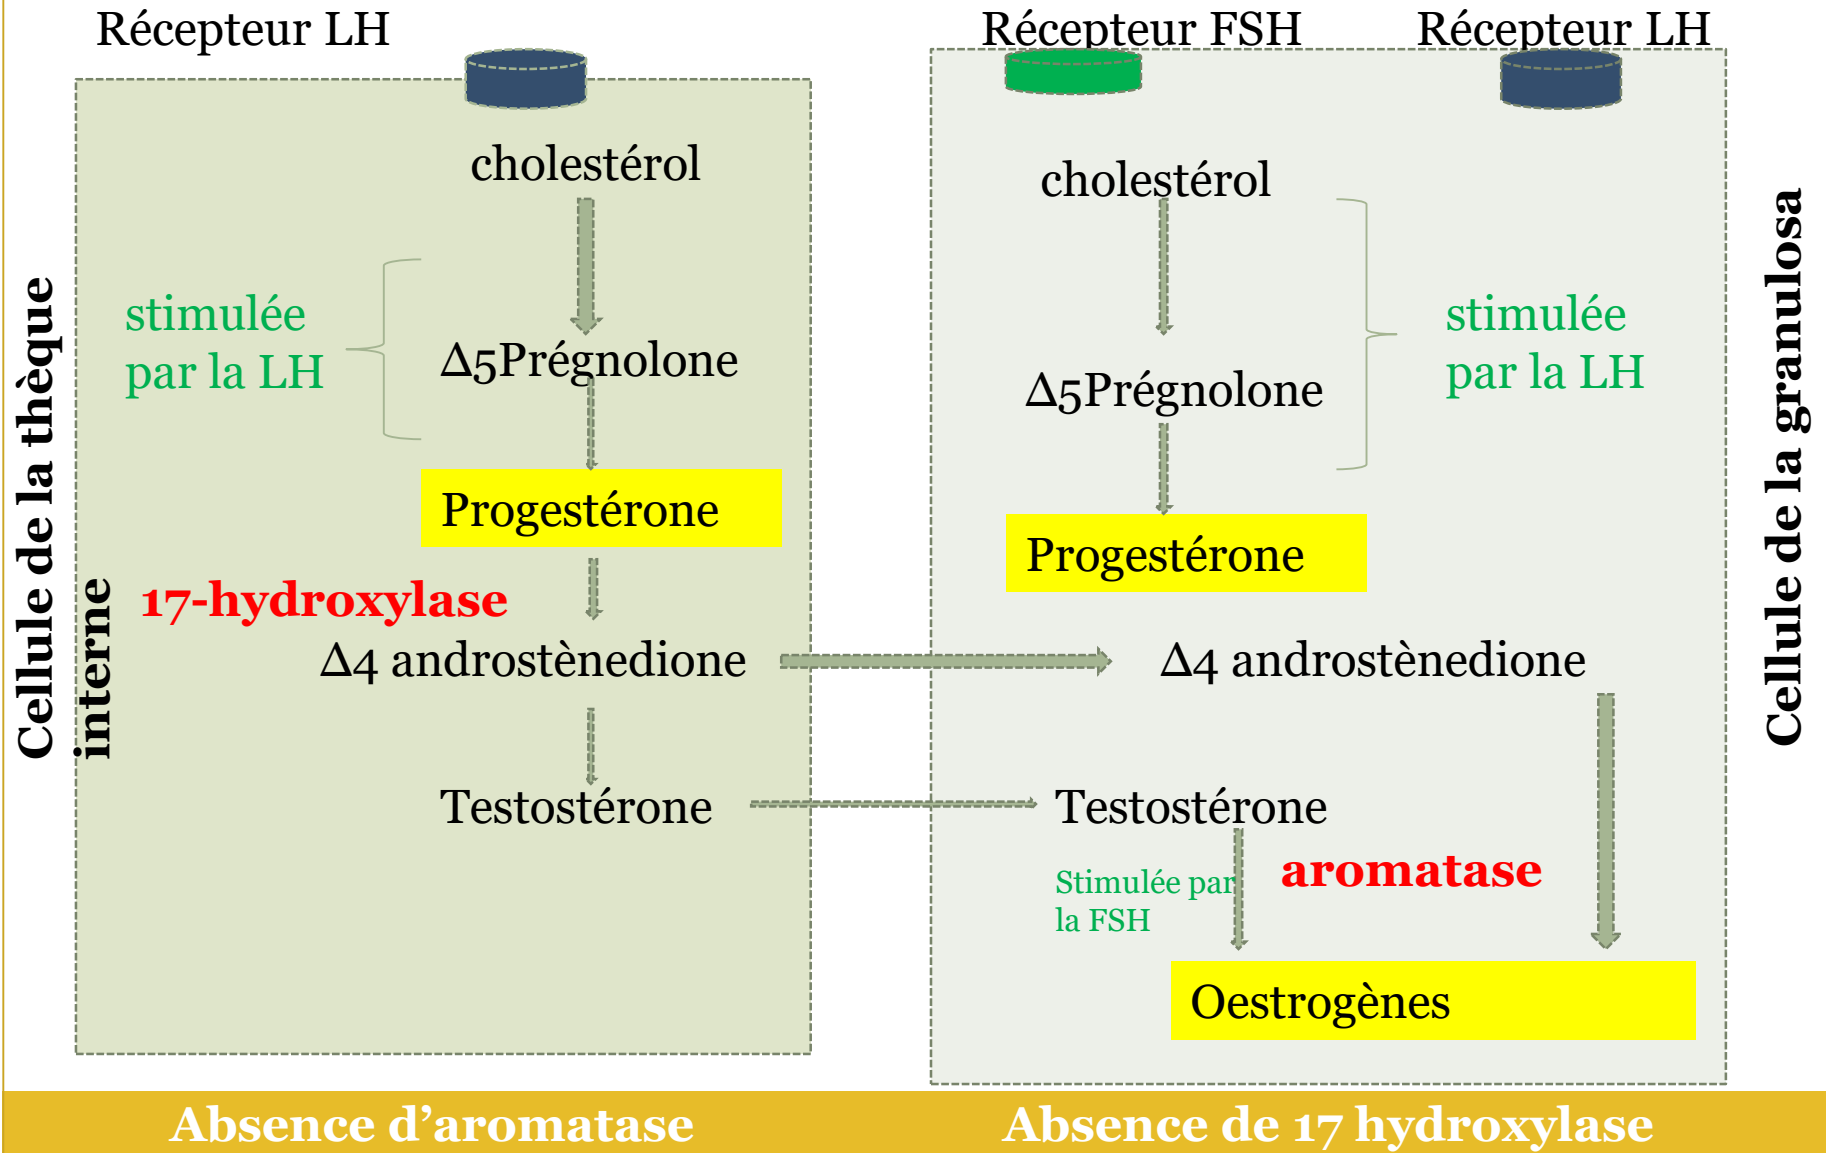 Récepteur LH
Récepteur FSH
Récepteur LH
Cellule de la thèque
interne
cholestérol
stimulée
par la LH
Δ5Prégnolone
Progestérone
17-hydroxylase
Δ4 androstènedione
Testostérone
cholestérol
stimulée
par la LH
Δ5Prégnolone
Progestérone
Δ4 androstènedione
Testostérone
Stimulée par
la FSH
aromatase
Oestrogènes
Cellule de la granulosa
Absence d’aromatase
Absence de 17 hydroxylase